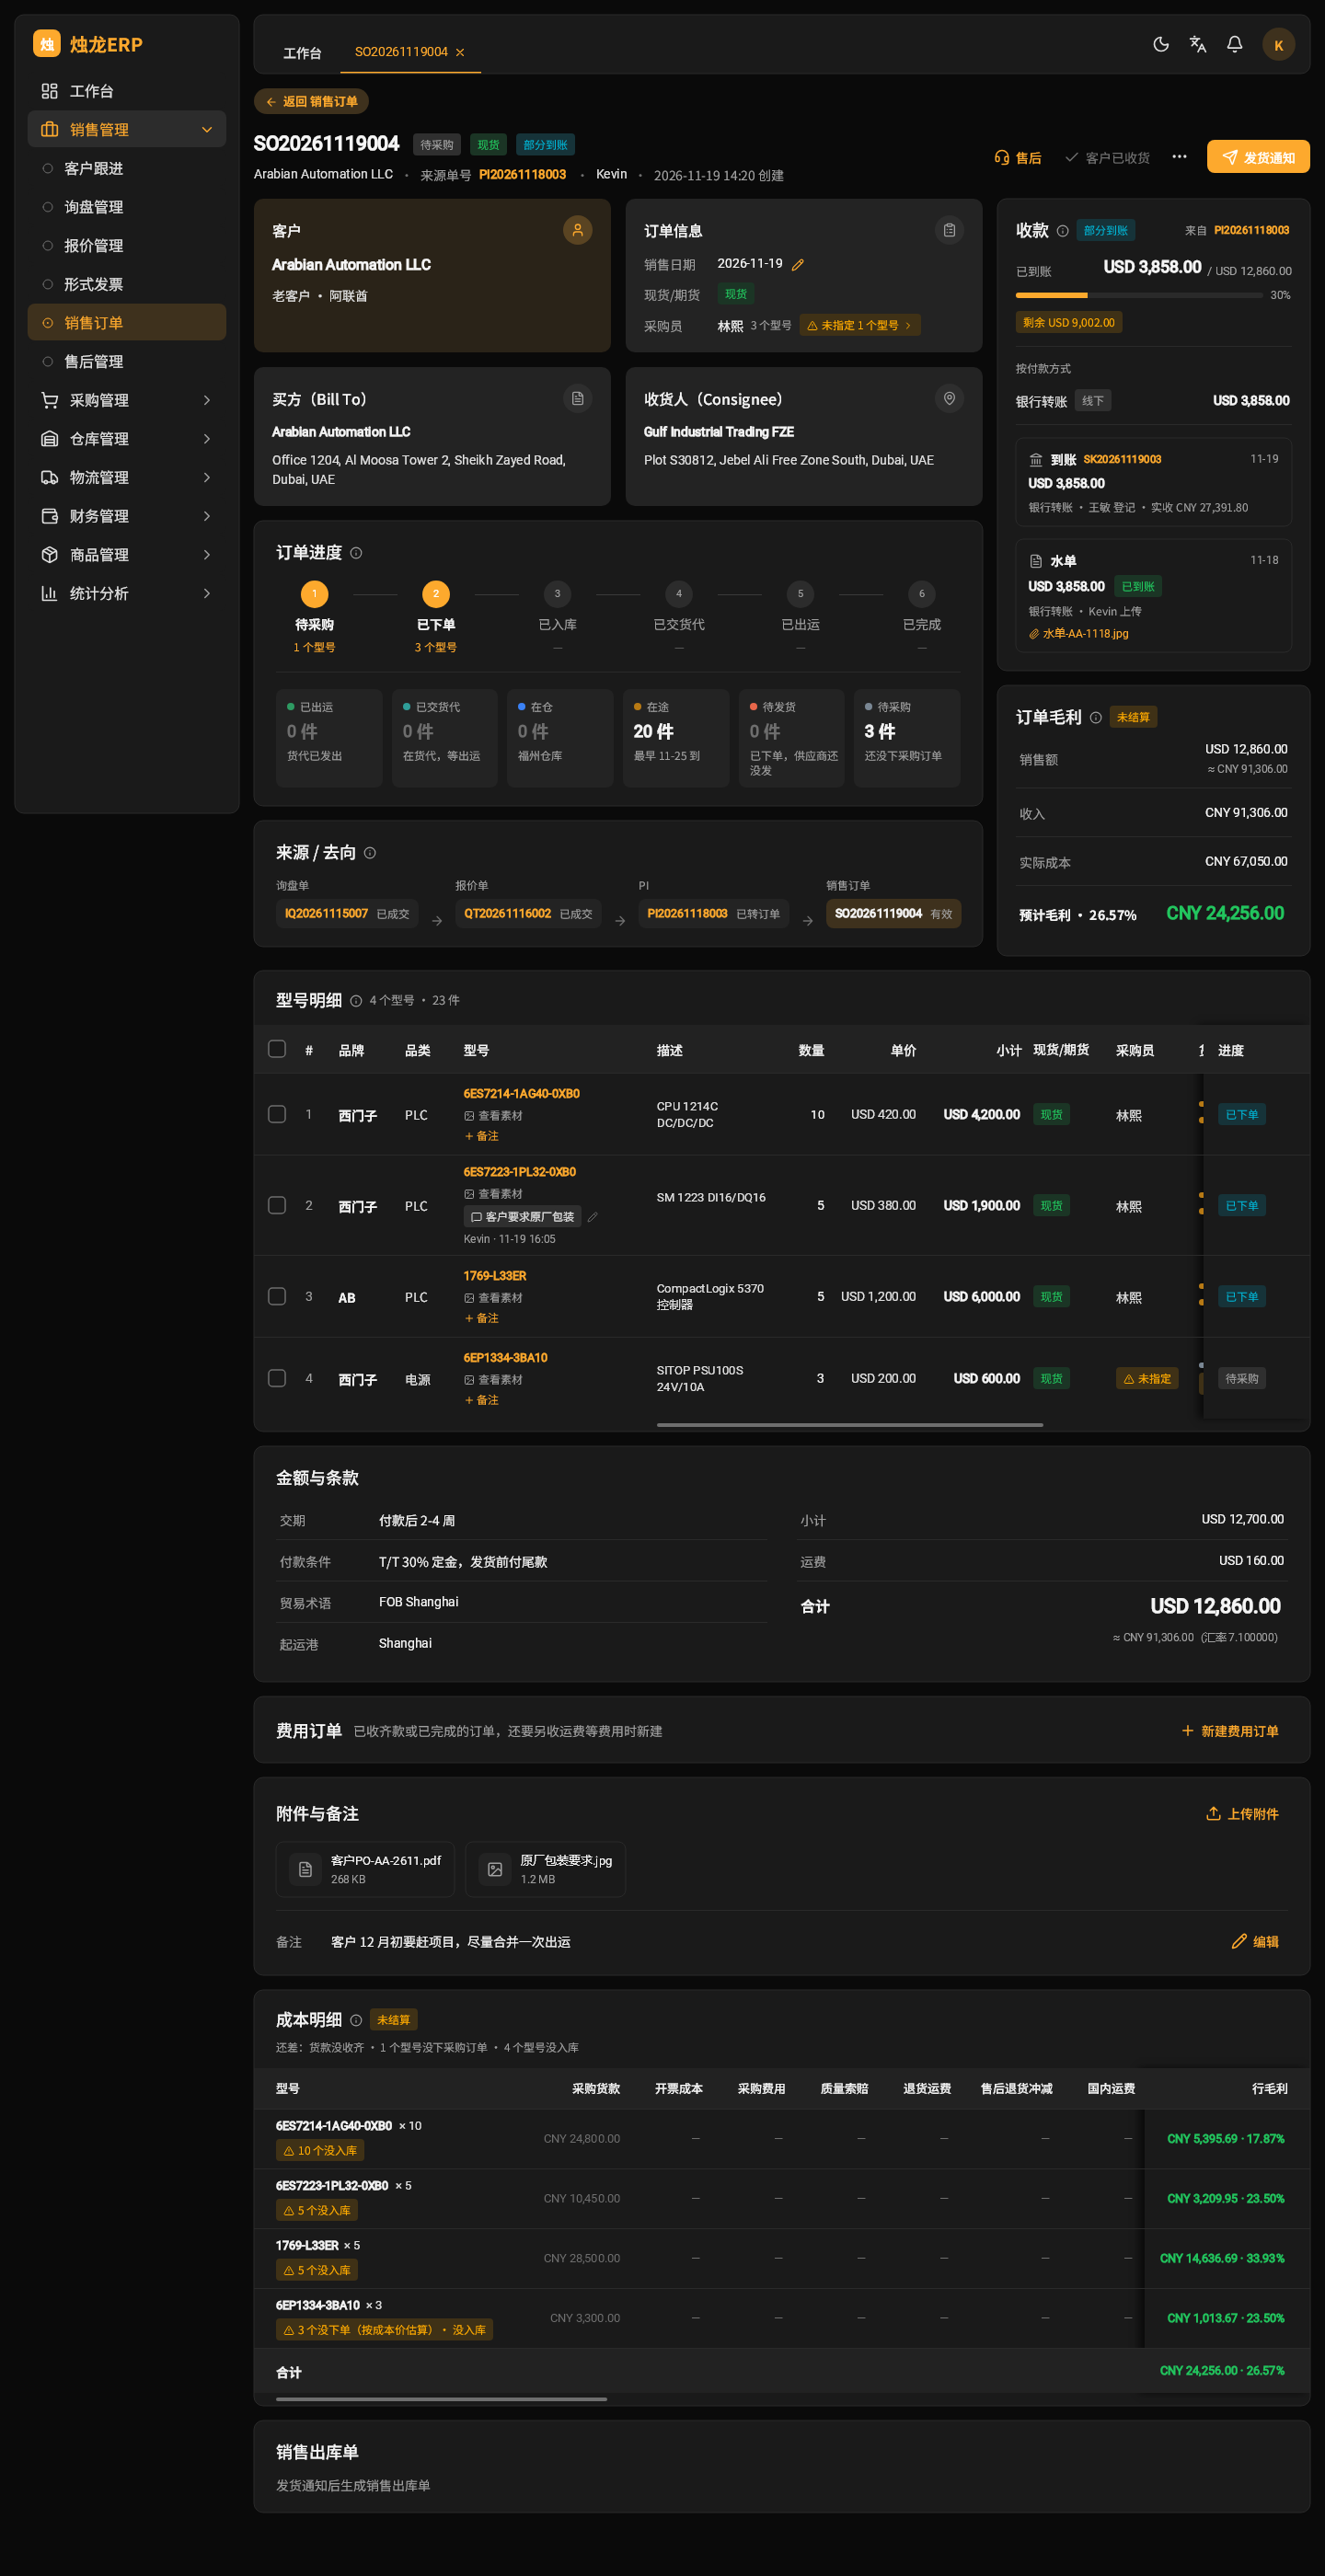 烛 烛龙ERP
工作台
销售管理
客户跟进
询盘管理
报价管理
形式发票
销售订单
售后管理
采购管理
仓库管理
物流管理
财务管理
商品管理
统计分析
工作台 SO20261119004
K
返回 销售订单
SO20261119004 待采购 现货 部分到账
Arabian Automation LLC • 来源单号 PI20261118003 • Kevin • 2026-11-19 14:20 创建
售后 客户已收货 ··· 发货通知
客户
Arabian Automation LLC
老客户 • 阿联酋
订单信息
销售日期 2026-11-19
现货/期货 现货
采购员 林熙 3 个型号 未指定 1 个型号
买方（Bill To）
Arabian Automation LLC
Office 1204, Al Moosa Tower 2, Sheikh Zayed Road,
Dubai, UAE
收货人（Consignee）
Gulf Industrial Trading FZE
Plot S30812, Jebel Ali Free Zone South, Dubai, UAE
收款 部分到账 来自 PI20261118003
已到账 USD 3,858.00 / USD 12,860.00
30%
剩余 USD 9,002.00
按付款方式
银行转账 线下 USD 3,858.00
到账 SK20261119003 11-19
USD 3,858.00
银行转账 • 王敏 登记 • 实收 CNY 27,391.80
水单 11-18
USD 3,858.00 已到账
银行转账 • Kevin 上传
水单-AA-1118.jpg
订单进度
1 2 3 4 5 6
待采购 已下单 已入库 已交货代 已出运 已完成
1 个型号 3 个型号 — — — —
已出运 已交货代 在仓 在途 待发货 待采购
0 件 0 件 0 件 20 件 0 件 3 件
货代已发出 在货代，等出运 福州仓库 最早 11-25 到 已下单，供应商还没发 还没下采购订单
订单毛利 未结算
销售额 USD 12,860.00
≈ CNY 91,306.00
收入 CNY 91,306.00
实际成本 CNY 67,050.00
预计毛利 • 26.57% CNY 24,256.00
来源 / 去向
询盘单 报价单 PI 销售订单
IQ20261115007 已成交 → QT20261116002 已成交 → PI20261118003 已转订单 → SO20261119004 有效
型号明细 4 个型号 • 23 件
# 品牌 品类 型号 描述 数量 单价 小计 现货/期货 采购员 进度
1 西门子 PLC 6ES7214-1AG40-0XB0 CPU 1214C DC/DC/DC 10 USD 420.00 USD 4,200.00 现货 林熙 已下单
查看素材
+ 备注
2 西门子 PLC 6ES7223-1PL32-0XB0 SM 1223 DI16/DQ16 5 USD 380.00 USD 1,900.00 现货 林熙 已下单
查看素材
客户要求原厂包装
Kevin · 11-19 16:05
3 AB PLC 1769-L33ER CompactLogix 5370 控制器 5 USD 1,200.00 USD 6,000.00 现货 林熙 已下单
查看素材
+ 备注
4 西门子 电源 6EP1334-3BA10 SITOP PSU100S 24V/10A 3 USD 200.00 USD 600.00 现货 未指定 待采购
查看素材
+ 备注
金额与条款
交期 付款后 2-4 周
付款条件 T/T 30% 定金，发货前付尾款
贸易术语 FOB Shanghai
起运港 Shanghai
小计 USD 12,700.00
运费 USD 160.00
合计 USD 12,860.00
≈ CNY 91,306.00（汇率 7.100000）
费用订单 已收齐款或已完成的订单，还要另收运费等费用时新建 + 新建费用订单
附件与备注 上传附件
客户PO-AA-2611.pdf
268 KB
原厂包装要求.jpg
1.2 MB
备注 客户 12 月初要赶项目，尽量合并一次出运 编辑
成本明细 未结算
还差：货款没收齐 • 1 个型号没下采购订单 • 4 个型号没入库
型号 采购货款 开票成本 采购费用 质量索赔 退货运费 售后退货冲减 国内运费 行毛利
6ES7214-1AG40-0XB0 × 10 CNY 24,800.00 — — — — — — CNY 5,395.69 · 17.87%
10 个没入库
6ES7223-1PL32-0XB0 × 5 CNY 10,450.00 — — — — — — CNY 3,209.95 · 23.50%
5 个没入库
1769-L33ER × 5 CNY 28,500.00 — — — — — — CNY 14,636.69 · 33.93%
5 个没入库
6EP1334-3BA10 × 3 CNY 3,300.00 — — — — — — CNY 1,013.67 · 23.50%
3 个没下单（按成本价估算） • 没入库
合计 CNY 24,256.00 · 26.57%
销售出库单
发货通知后生成销售出库单